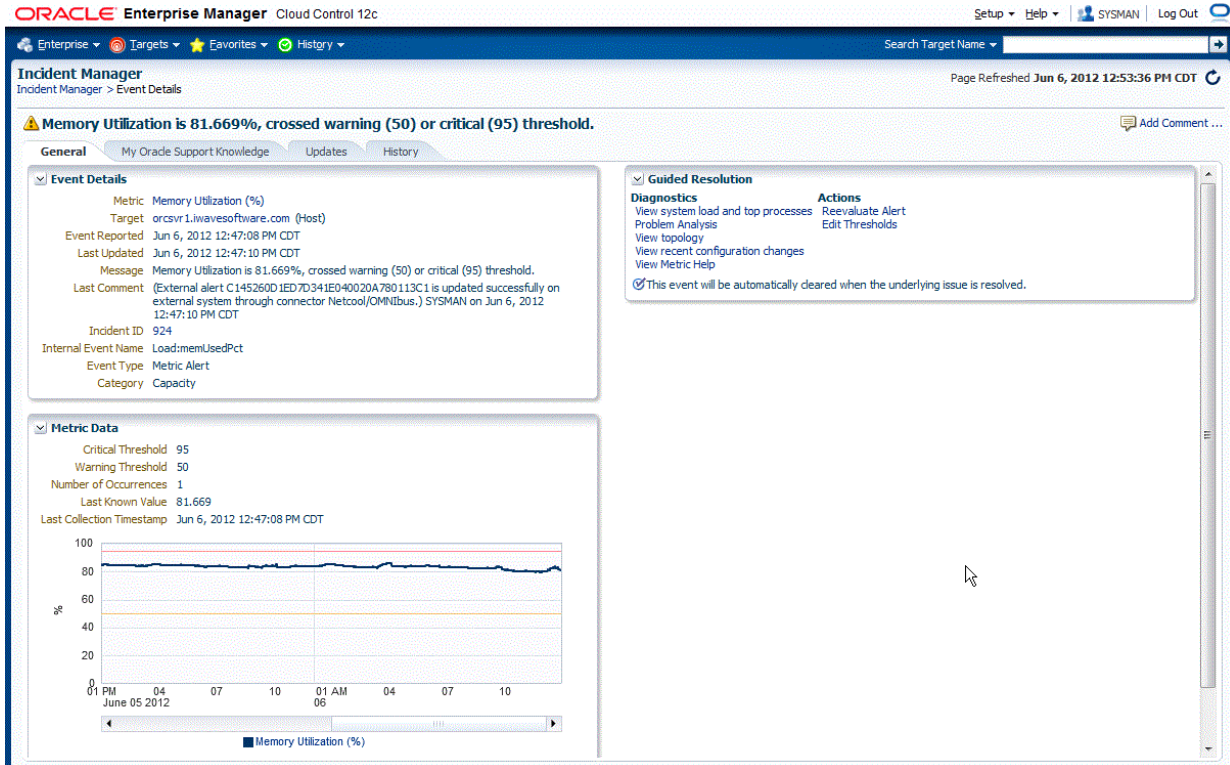 ORACLE Enterprise Manager Cloud Control 12c
Setup Help SYSMAN Log Out
Enterprise Targets Favorites History Search Target Name
Incident Manager
Page Refreshed Jun 6, 2012 12:53:36 PM CDT
Incident Manager > Event Details
Memory Utilization is 81.669%, crossed warning (50) or critical (95) threshold.
Add Comment ...
General My Oracle Support Knowledge Updates History
Event Details
Metric Memory Utilization (%)
Target orcsvr1.iwavesoftware.com (Host)
Event Reported Jun 6, 2012 12:47:08 PM CDT
Last Updated Jun 6, 2012 12:47:10 PM CDT
Message Memory Utilization is 81.669%, crossed warning (50) or critical (95) threshold.
Last Comment (External alert C145260D1ED7D341E040020A780113C1 is updated successfully on
external system through connector Netcool/OMNIbus.) SYSMAN on Jun 6, 2012
12:47:10 PM CDT
Incident ID 924
Internal Event Name Load:memUsedPct
Event Type Metric Alert
Category Capacity
Guided Resolution
Diagnostics Actions
View system load and top processes Reevaluate Alert
Problem Analysis Edit Thresholds
View topology
View recent configuration changes
View Metric Help
This event will be automatically cleared when the underlying issue is resolved.
Metric Data
Critical Threshold 95
Warning Threshold 50
Number of Occurrences 1
Last Known Value 81.669
Last Collection Timestamp Jun 6, 2012 12:47:08 PM CDT
100
80
60
%
40
20
0
01 PM 04 07 10 01 AM 04 07 10
June 05 2012 06
Memory Utilization (%)